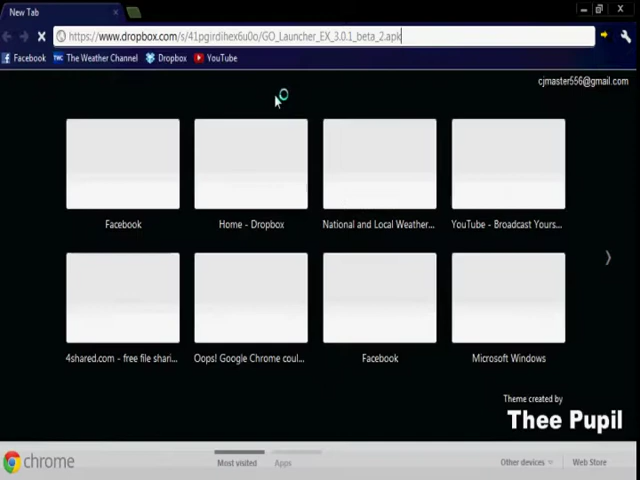 New Tab
https://www.dropbox.com/s/41pgirdihex6u0o/GO_Launcher_EX_3.0.1_beta_2.apk
Facebook The Weather Channel Dropbox YouTube
cjmaster556@gmail.com
Facebook Home - Dropbox National and Local Weather... YouTube - Broadcast Yours...
4shared.com - free file shari... Oops! Google Chrome coul... Facebook Microsoft Windows
Theme created by
Thee Pupil
chrome Most visited Apps Other devices Web Store